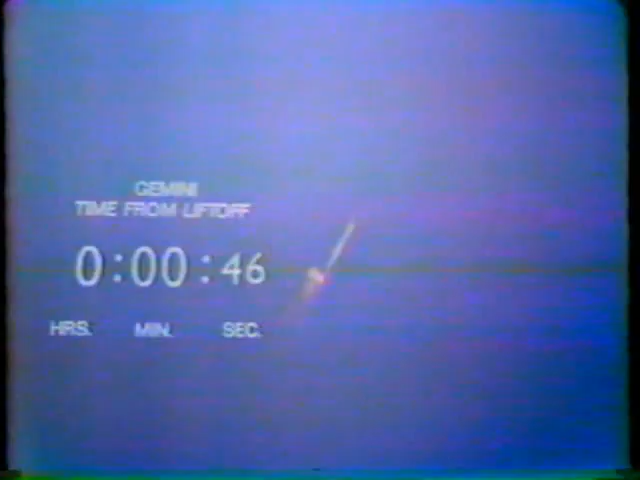 GEMINI
TIME FROM LIFTOFF
0:00:46
HRS. MIN. SEC.